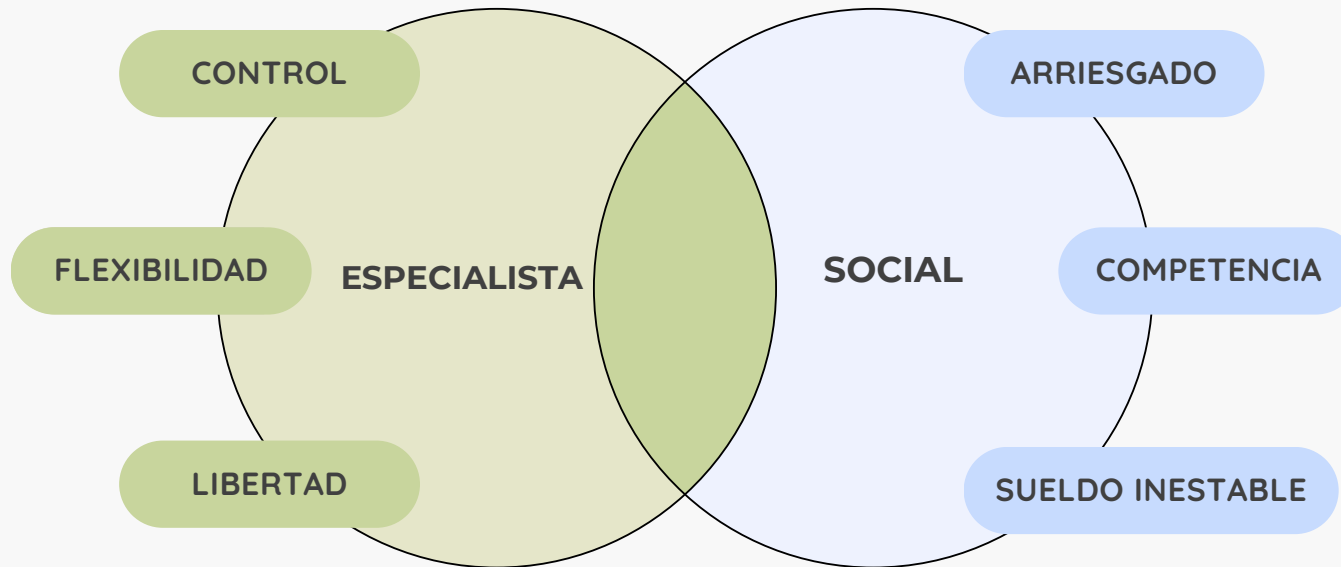 CONTROL
ARRIESGADO
FLEXIBILIDAD
ESPECIALISTA
SOCIAL
COMPETENCIA
LIBERTAD
SUELDO INESTABLE